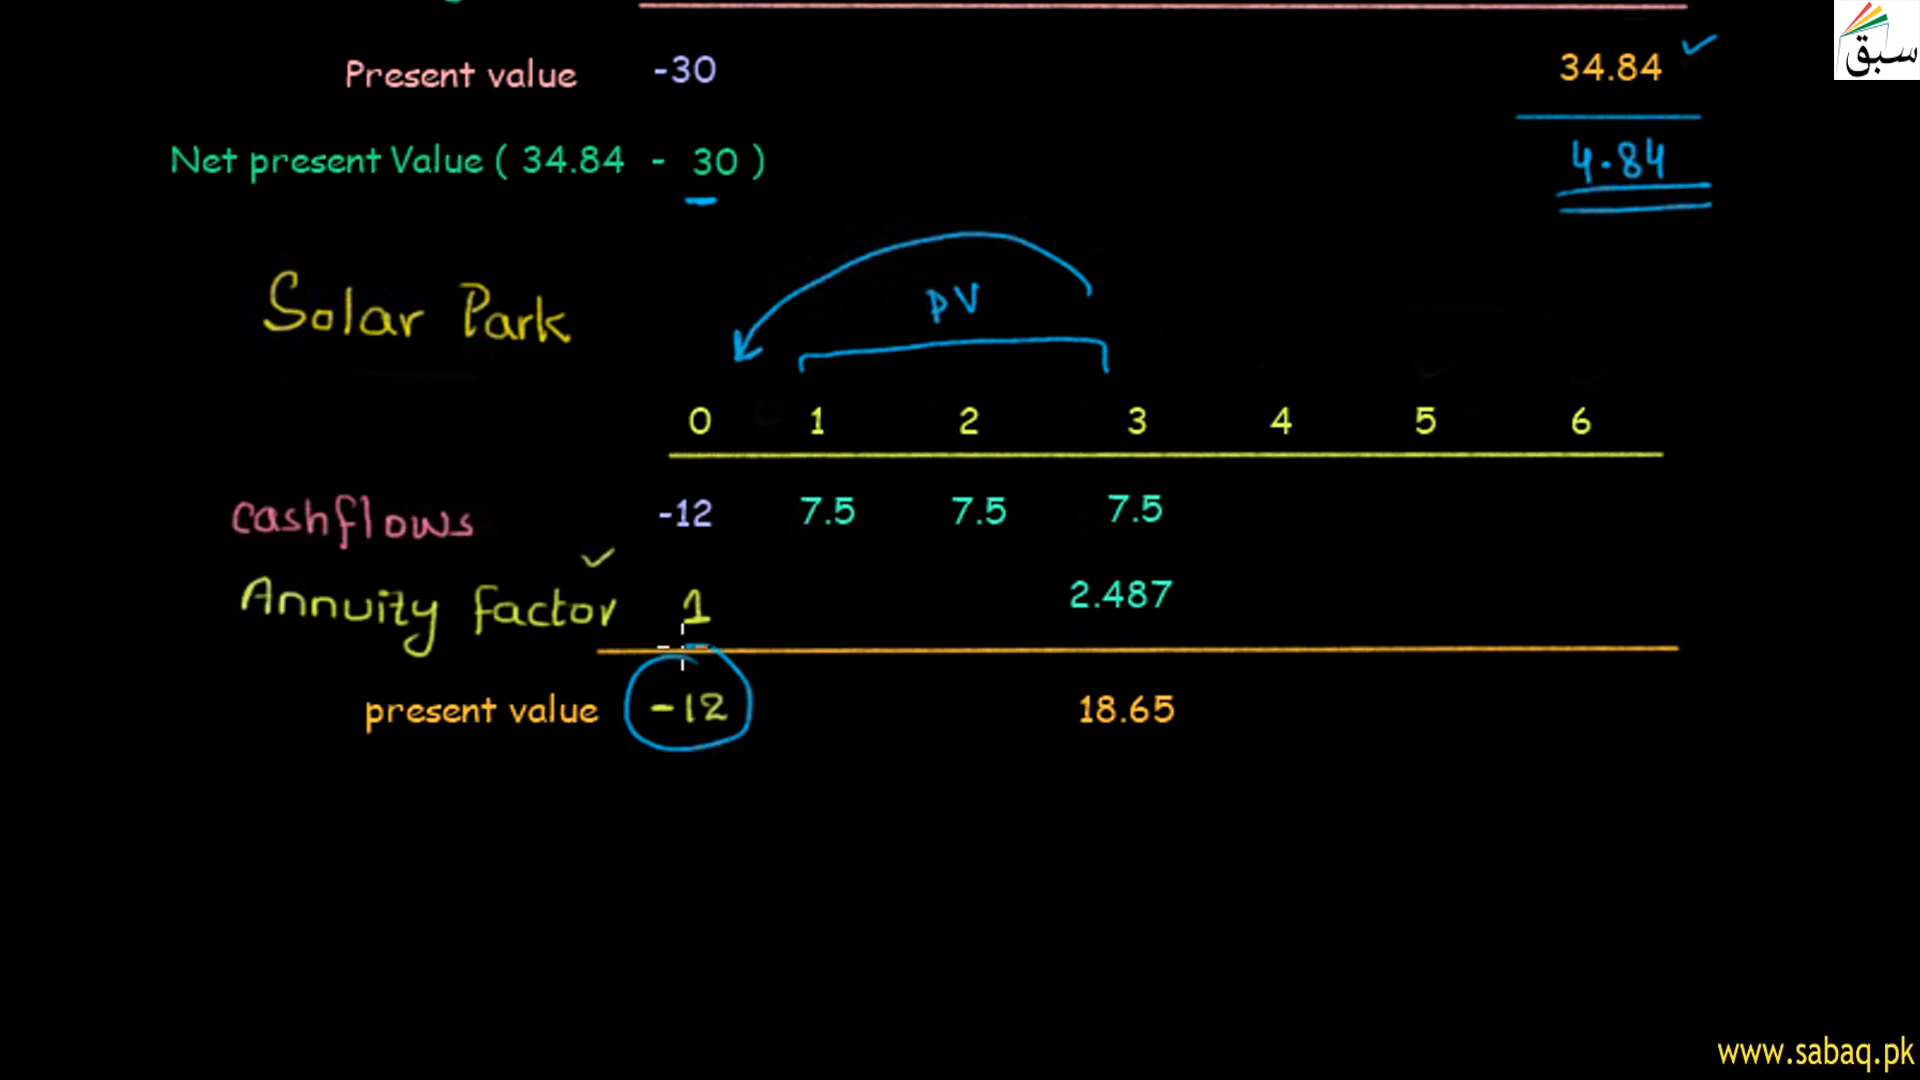 سبق
Present value -30 34.84
Net present Value ( 34.84 - 30 ) 4.84
Solar Park
PV
0 1 2 3 4 5 6
cashflows -12 7.5 7.5 7.5
Annuity factor 1 2.487
present value -12 18.65
www.sabaq.pk